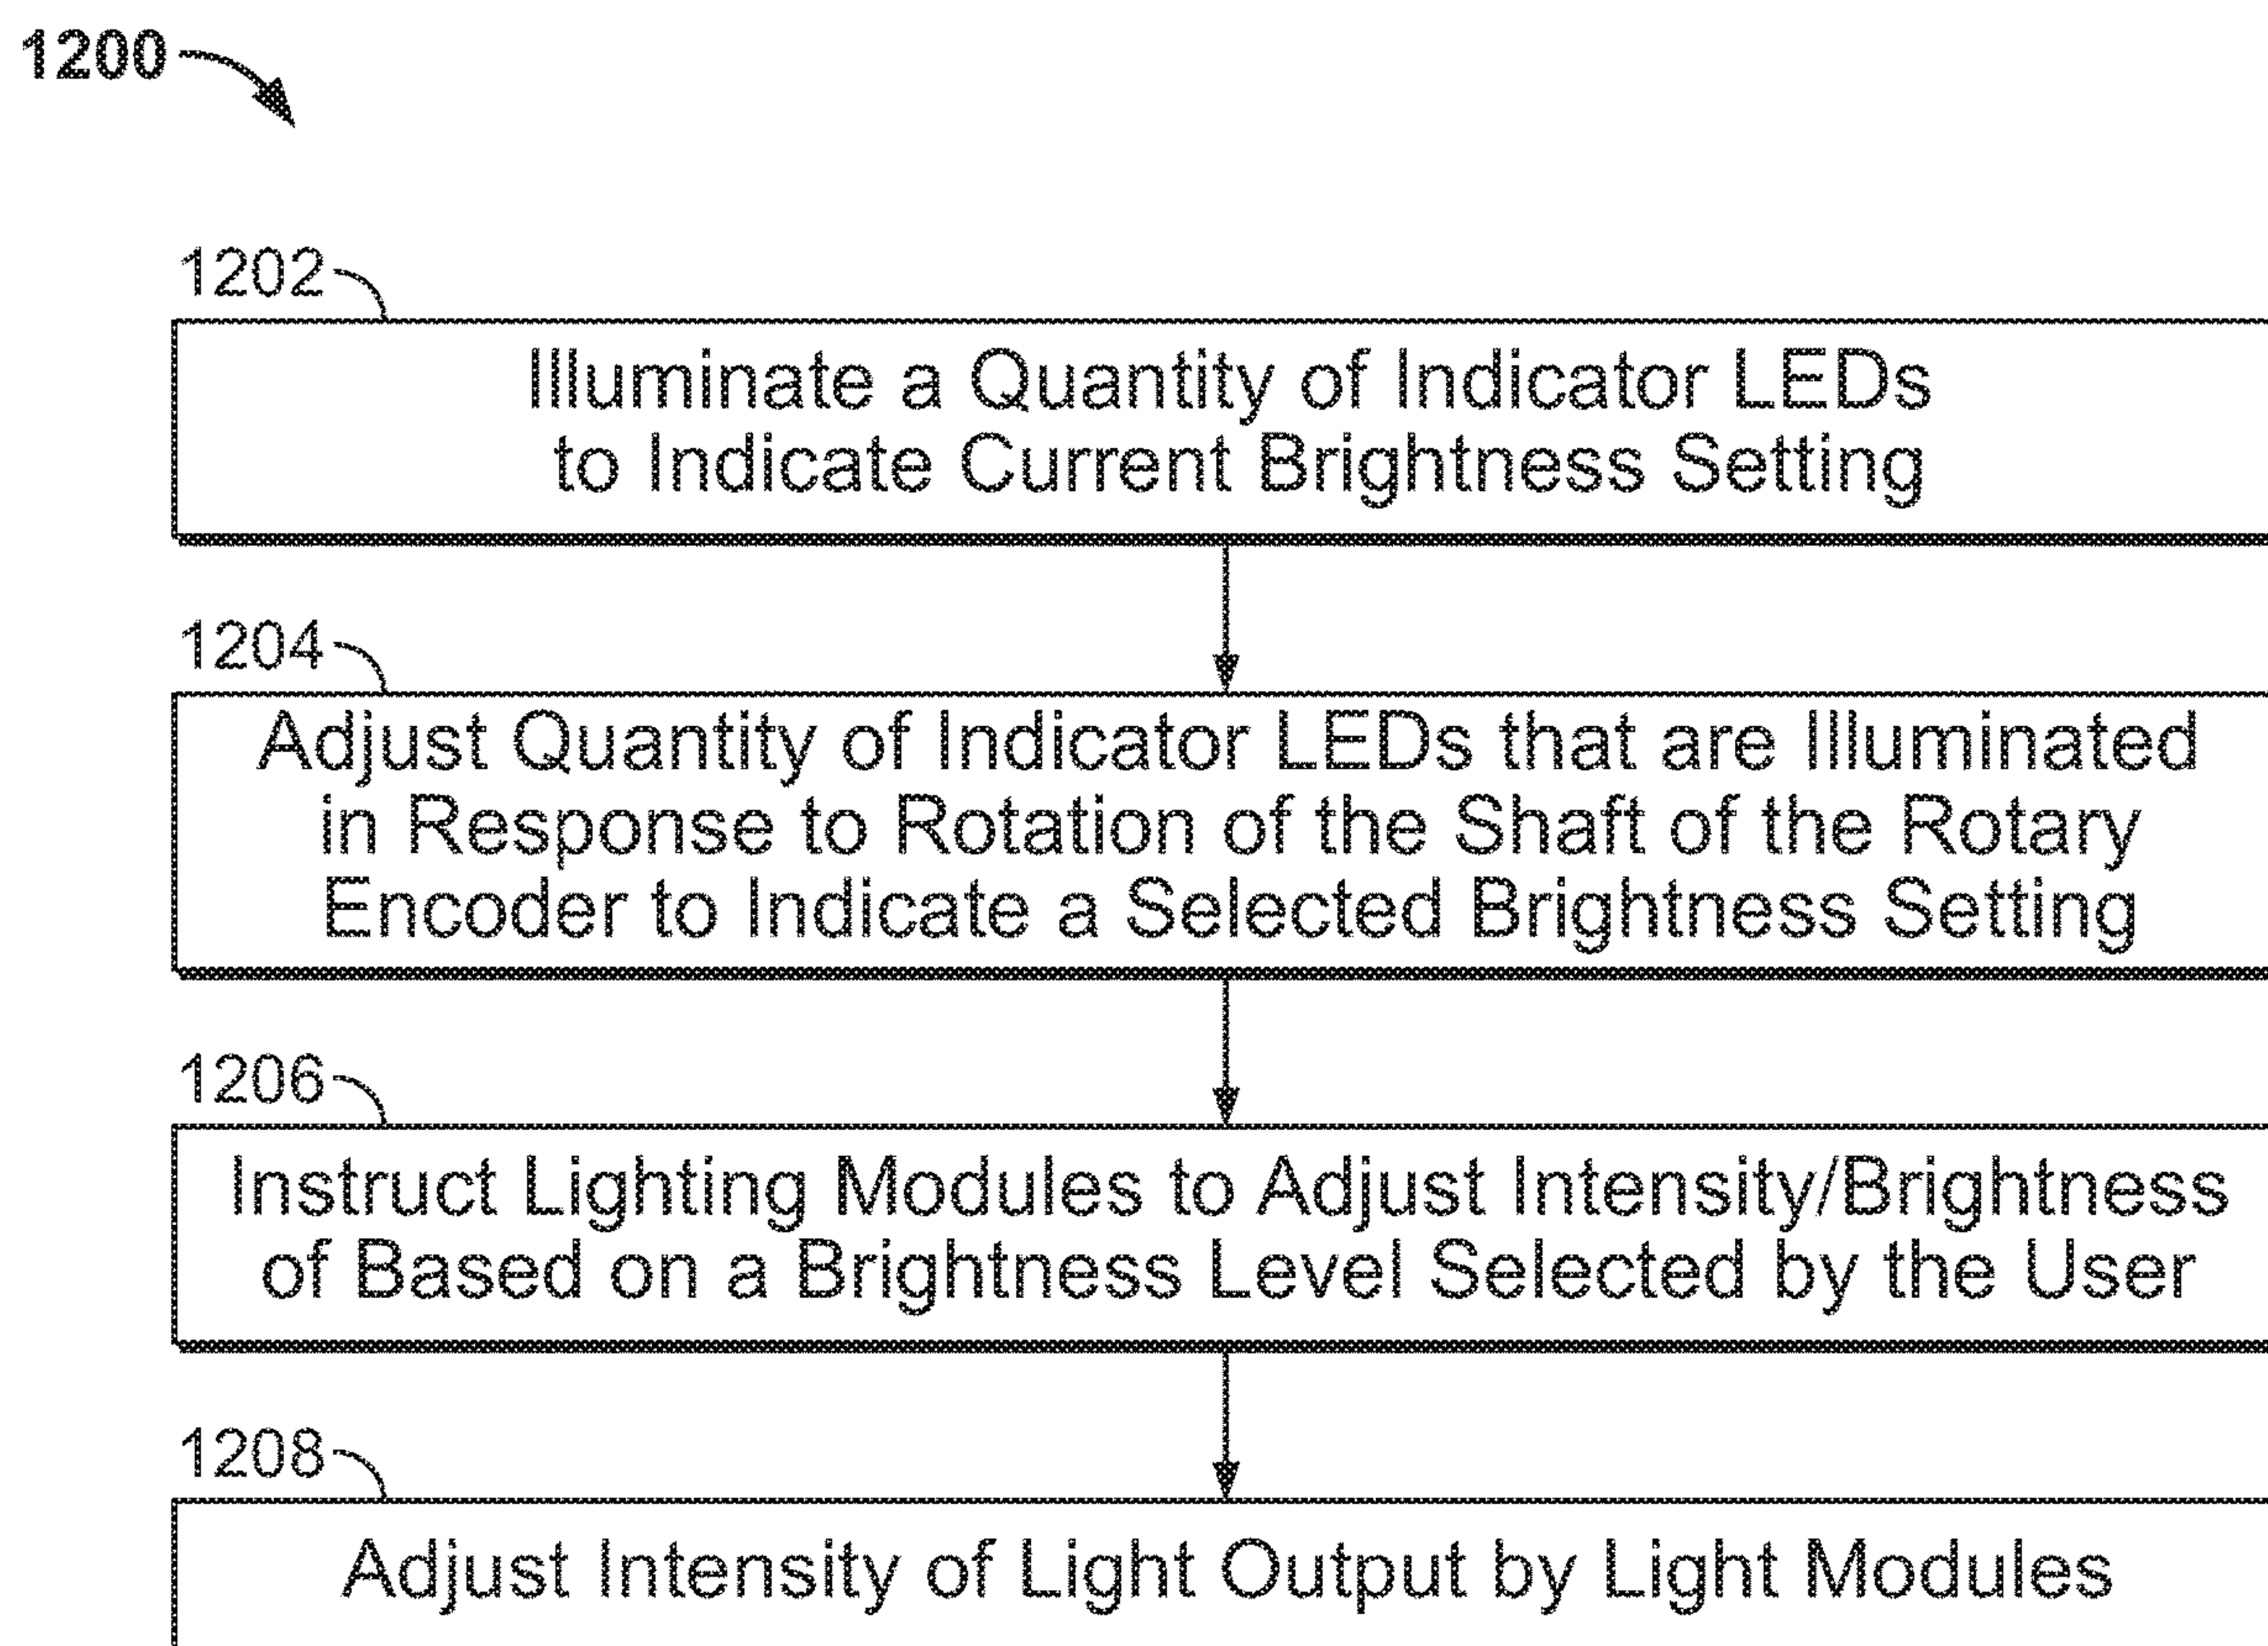 1200
1202
Illuminate a Quantity of Indicator LEDs
to Indicate Current Brightness Setting
1204
Adjust Quantity of Indicator LEDs that are Illuminated
in Response to Rotation of the Shaft of the Rotary
Encoder to Indicate a Selected Brightness Setting
1206
Instruct Lighting Modules to Adjust Intensity/Brightness
of Based on a Brightness Level Selected by the User
1208
Adjust Intensity of Light Output by Light Modules